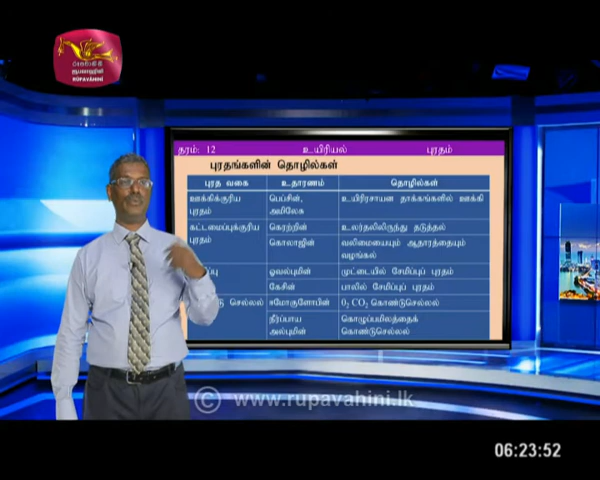 රූපවාහිනී
ரூபவாஹினி
RUPAVAHINI
தரம்: 12 உயிரியல் புரதம்
புரதங்களின் தொழில்கள்
புரத வகை உதாரணம் தொழில்கள்
ஊக்கிக்குரிய புரதம் பெப்சின், அமிலேசு உயிரிரசாயன தாக்கங்களில் ஊக்கி
கட்டமைப்புக்குரிய புரதம் கெரற்றின் உலர்தலிலிருந்து தடுத்தல்
கொலாஜின் வலிமையையும் ஆதாரத்தையும் வழங்கல்
ஓவல்புமின் முட்டையில் சேமிப்புப் புரதம்
கேசின் பாலில் சேமிப்புப் புரதம்
செல்லல் ஈமோகுளோபின் O₂ CO₂ கொண்டுசெல்லல்
நீர்ப்பாய அல்புமின் கொழுப்பமிலத்தைக் கொண்டுசெல்லல்
© www.rupavahini.lk
06:23:52